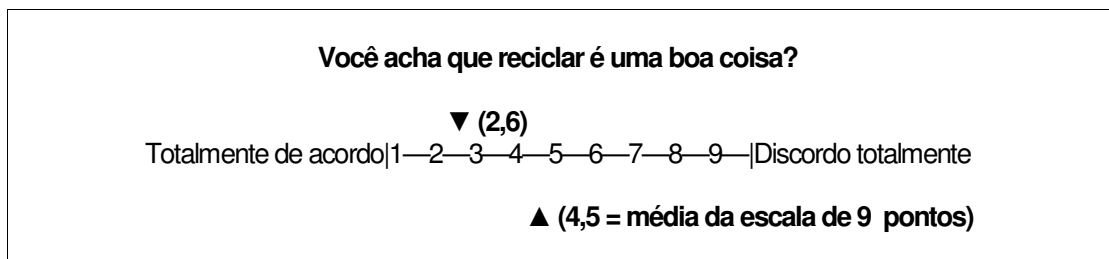 Você acha que reciclar é uma boa coisa?
▼ (2,6)
Totalmente de acordo|1—2—3—4—5—6—7—8—9—|Discordo totalmente
▲ (4,5 = média da escala de 9 pontos)